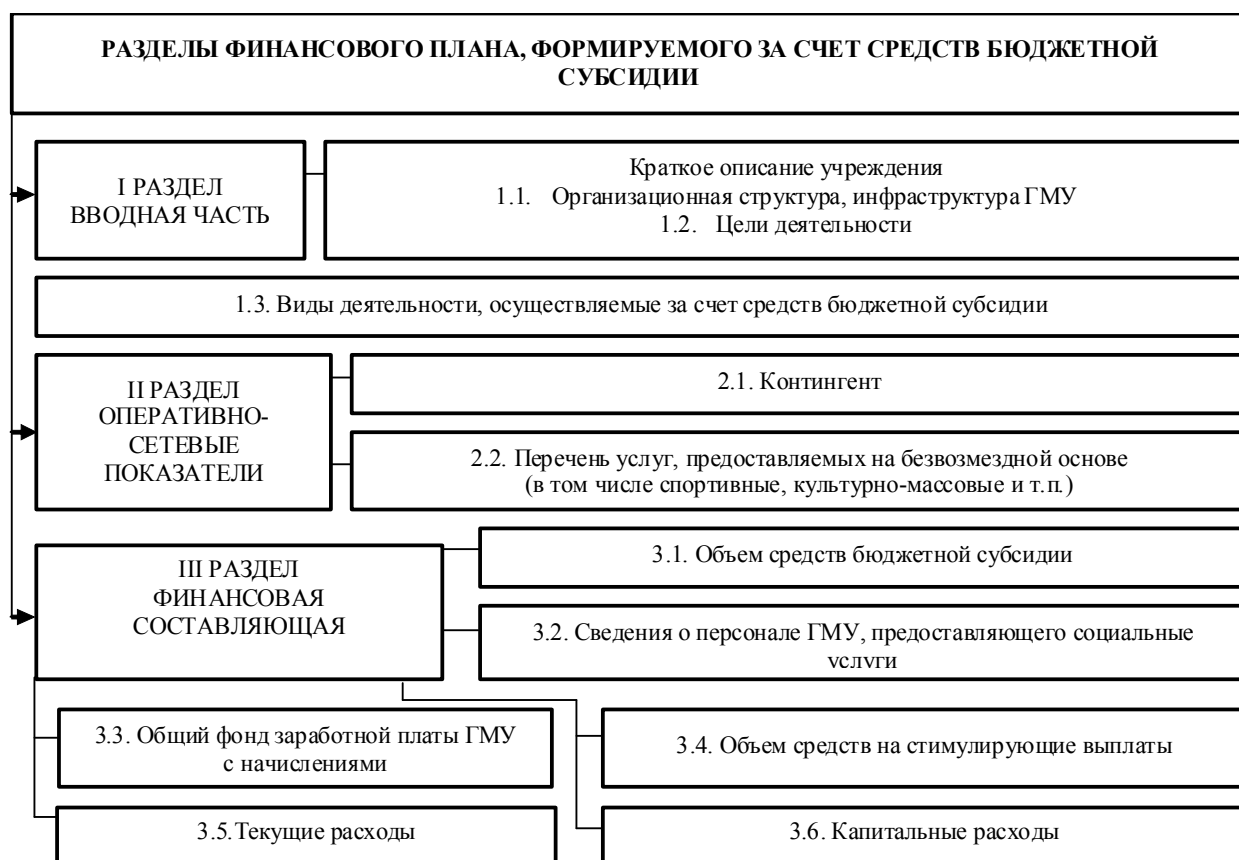 РАЗДЕЛЫ ФИНАНСОВОГО ПЛАНА, ФОРМИРУЕМОГО ЗА СЧЕТ СРЕДСТВ БЮДЖЕТНОЙ
СУБСИДИИ
I РАЗДЕЛ
ВВОДНАЯ ЧАСТЬ
Краткое описание учреждения
1.1. Организационная структура, инфраструктура ГМУ
1.2. Цели деятельности
1.3. Виды деятельности, осуществляемые за счет средств бюджетной субсидии
II РАЗДЕЛ
ОПЕРАТИВНО-
СЕТЕВЫЕ
ПОКАЗАТЕЛИ
2.1. Контингент
2.2. Перечень услуг, предоставляемых на безвозмездной основе
(в том числе спортивные, культурно-массовые и т.п.)
III РАЗДЕЛ
ФИНАНСОВАЯ
СОСТАВЛЯЮЩАЯ
3.1. Объем средств бюджетной субсидии
3.2. Сведения о персонале ГМУ, предоставляющего социальные
услуги
3.3. Общий фонд заработной платы ГМУ
с начислениями
3.4. Объем средств на стимулирующие выплаты
3.5.Текущие расходы
3.6. Капитальные расходы